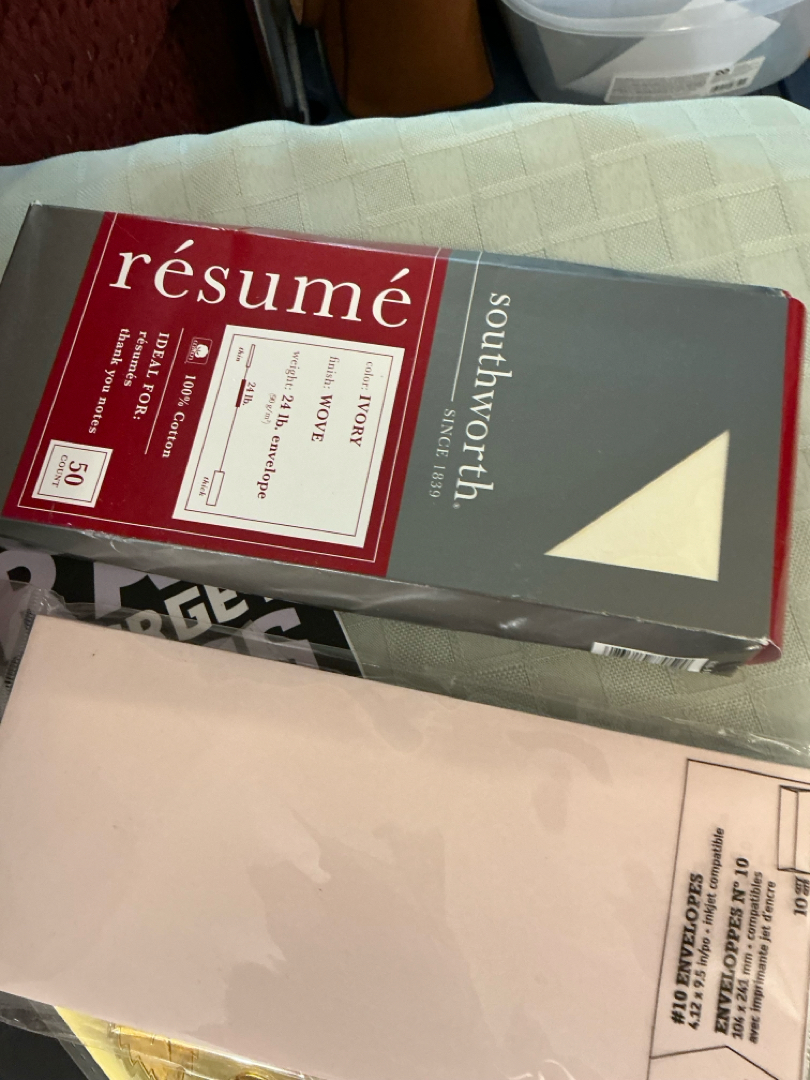 résumé
color: IVORY
finish: WOVE
weight: 24 lb. envelope
(90 g/m²)
thin
24 lb.
thick
100% Cotton
IDEAL FOR:
résumés
thank you notes
50
COUNT
southworth®
SINCE 1839
#10 ENVELOPES
4.12 x 9.5 in/po • inkjet compatible
ENVELOPPES N° 10
104 x 241 mm • compatibles
avec imprimante jet d'encre
10